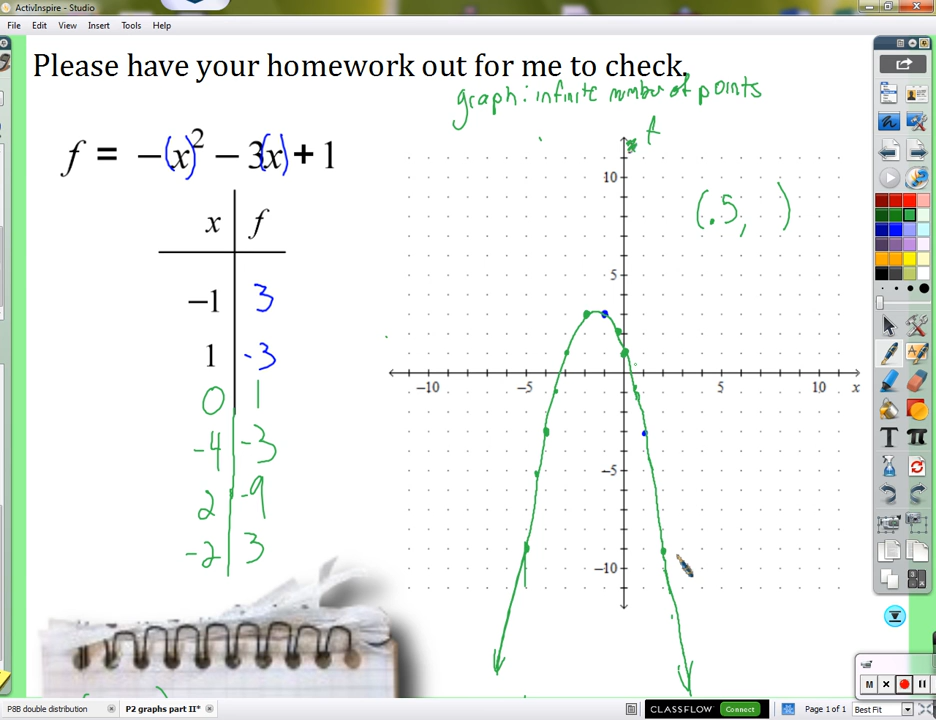 ActivInspire - Studio
File Edit View Insert Tools Help
Please have your homework out for me to check.
graph: infinite number of points
f = −(x)² − 3(x) + 1
f
(.5, )
x f
−1 3
1 -3
0 1
-4 -3
2 -9
-2 3
10
5
−10 −5 5 10 x
−5
−10
T π
M
P8B double distribution P2 graphs part II* CLASSFLOW Connect Page 1 of 1 Best Fit